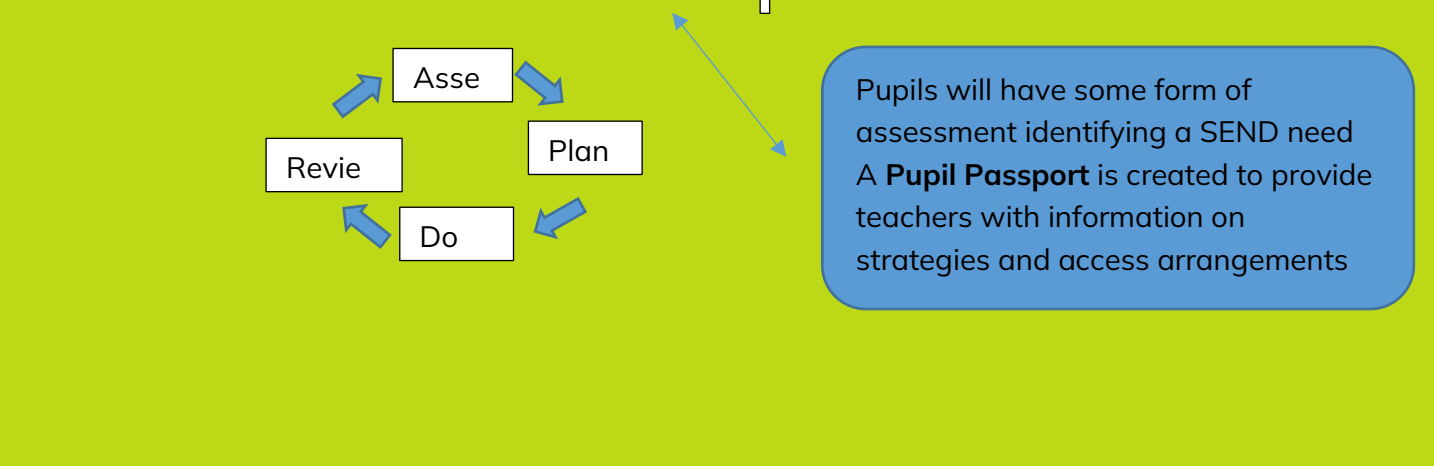 Asse
Plan
Revie
Do
Pupils will have some form of
assessment identifying a SEND need
A Pupil Passport is created to provide
teachers with information on
strategies and access arrangements